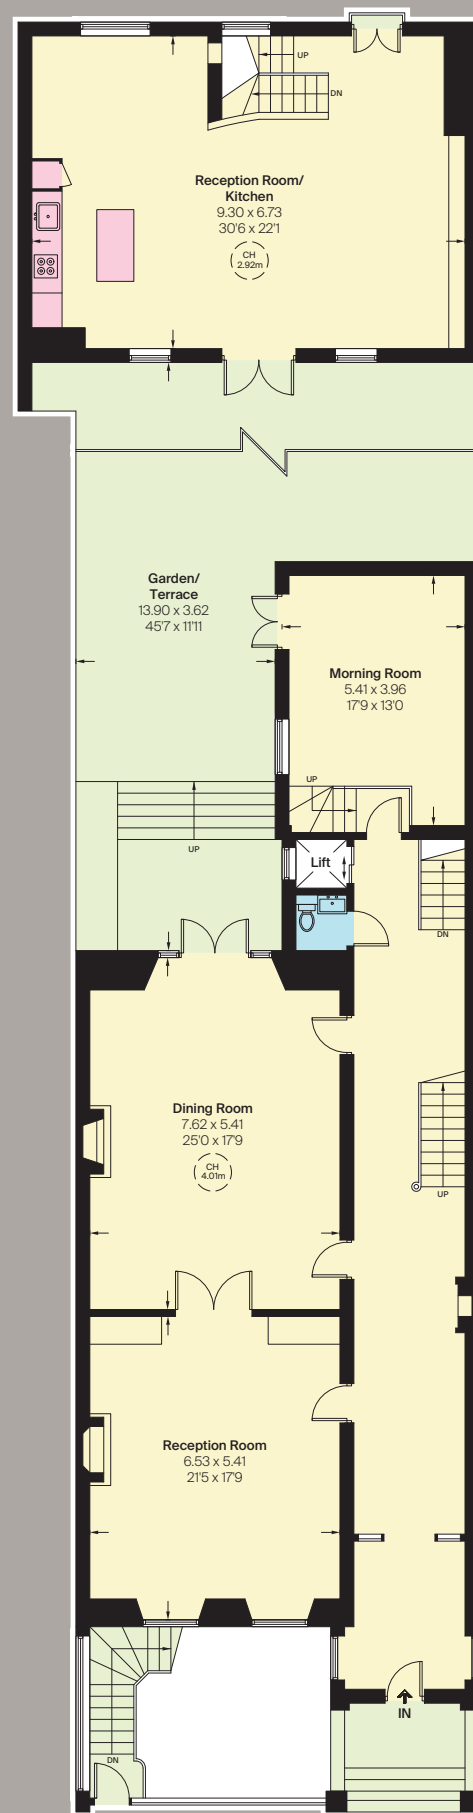 UP
DN
Reception Room/
Kitchen
9.30 x 6.73
30'6 x 22'1
CH
2.92m
Garden/
Terrace
13.90 x 3.62
45'7 x 11'11
Morning Room
5.41 x 3.96
17'9 x 13'0
UP
UP
Lift
DN
Dining Room
7.62 x 5.41
25'0 x 17'9
CH
4.01m
UP
Reception Room
6.53 x 5.41
21'5 x 17'9
IN
DN